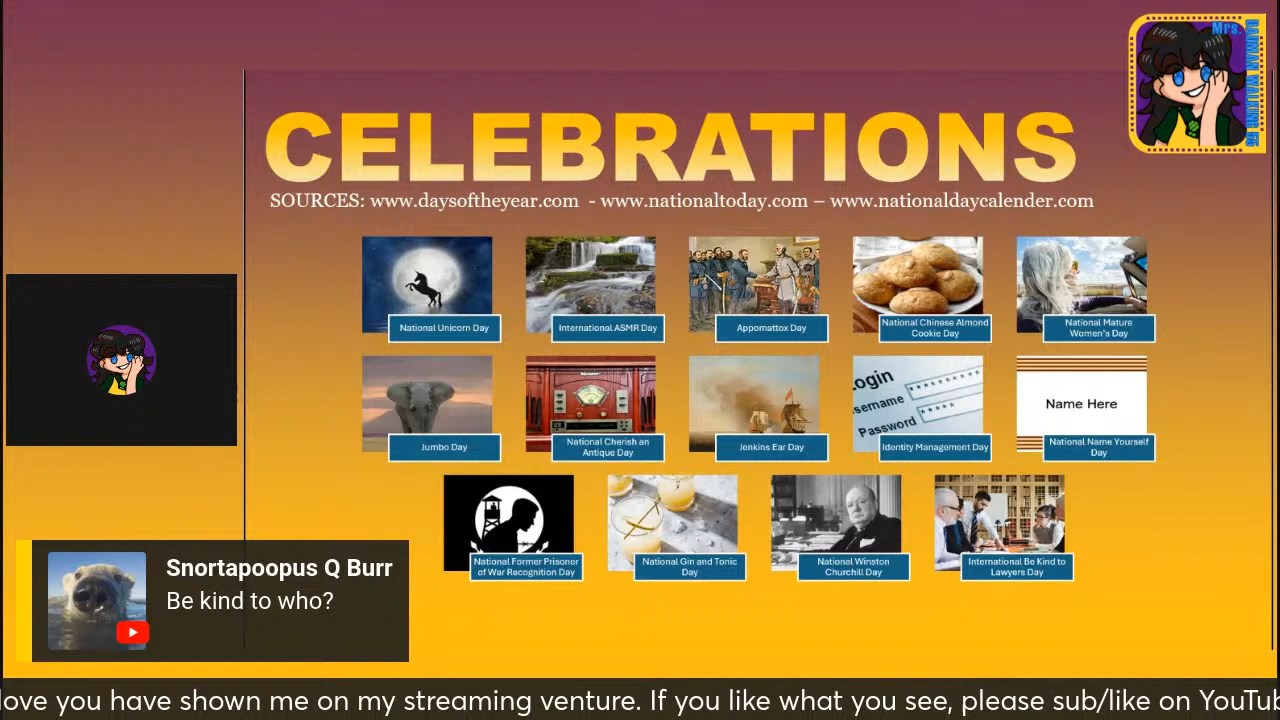 Mrs.
BADMAN WALKING ES
CELEBRATIONS
SOURCES: www.daysoftheyear.com - www.nationaltoday.com – www.nationaldaycalender.com
National Unicorn Day
International ASMR Day
Appomattox Day
National Chinese Almond
Cookie Day
National Mature
Women's Day
Login
sername
Password
Name Here
Jumbo Day
National Cherish an
Antique Day
Jenkins Ear Day
Identity Management Day
National Name Yourself
Day
National Former Prisoner
of War Recognition Day
National Gin and Tonic
Day
National Winston
Churchill Day
International Be Kind to
Lawyers Day
Snortapoopus Q Burr
Be kind to who?
love you have shown me on my streaming venture. If you like what you see, please sub/like on YouTub